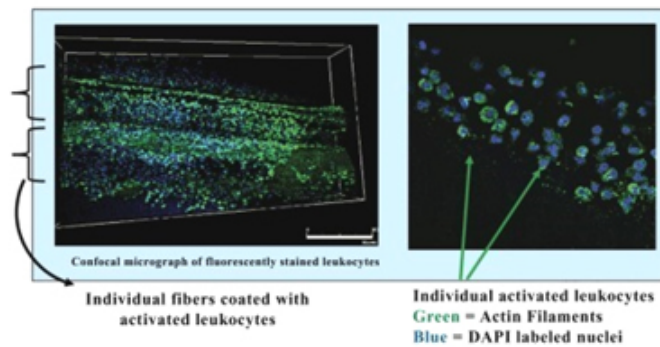 Confocal micrograph of fluorescently stained leukocytes
Individual fibers coated with
activated leukocytes
Individual activated leukocytes
Green = Actin Filaments
Blue = DAPI labeled nuclei